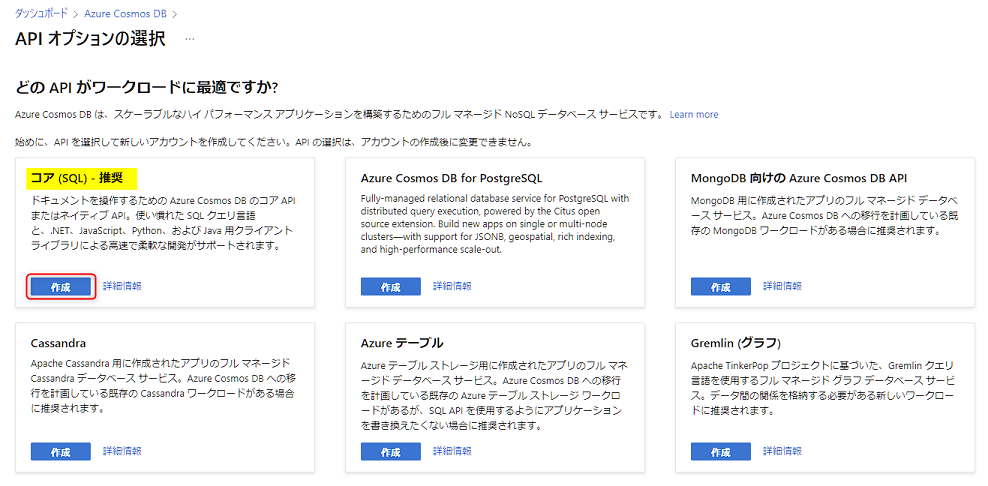 ダッシュボード > Azure Cosmos DB >
API オプションの選択 ...
どの API がワークロードに最適ですか?
Azure Cosmos DB は、スケーラブルなハイ パフォーマンス アプリケーションを構築するためのフル マネージド NoSQL データベース サービスです。 Learn more
始めに、API を選択して新しいアカウントを作成してください。API の選択は、アカウントの作成後に変更できません。
コア (SQL) - 推奨
ドキュメントを操作するための Azure Cosmos DB のコア API
またはネイティブ API。使い慣れた SQL クエリ言語
と、.NET、JavaScript、Python、および Java 用クライアント
ライブラリによる高速で柔軟な開発がサポートされます。
作成 詳細情報
Azure Cosmos DB for PostgreSQL
Fully-managed relational database service for PostgreSQL with
distributed query execution, powered by the Citus open
source extension. Build new apps on single or multi-node
clusters—with support for JSONB, geospatial, rich indexing,
and high-performance scale-out.
作成 詳細情報
MongoDB 向けの Azure Cosmos DB API
MongoDB 用に作成されたアプリのフル マネージド データベ
ース サービス。Azure Cosmos DB への移行を計画している既
存の MongoDB ワークロードがある場合に推奨されます。
作成 詳細情報
Cassandra
Apache Cassandra 用に作成されたアプリのフル マネージド
Cassandra データベース サービス。Azure Cosmos DB への移
行を計画している既存の Cassandra ワークロードがある場合
に推奨されます。
作成 詳細情報
Azure テーブル
Azure テーブル ストレージ用に作成されたアプリのフル マネ
ージド データベース サービス。Azure Cosmos DB への移行
を計画している既存の Azure テーブル ストレージ ワークロー
ドがあるが、SQL API を使用するようにアプリケーション
を書き換えたくない場合に推奨されます。
作成 詳細情報
Gremlin (グラフ)
Apache TinkerPop プロジェクトに基づいた、Gremlin クエリ
言語を使用するフル マネージド グラフ データベース サービ
ス。データ間の関係を格納する必要がある新しいワークロー
ドに推奨されます。
作成 詳細情報